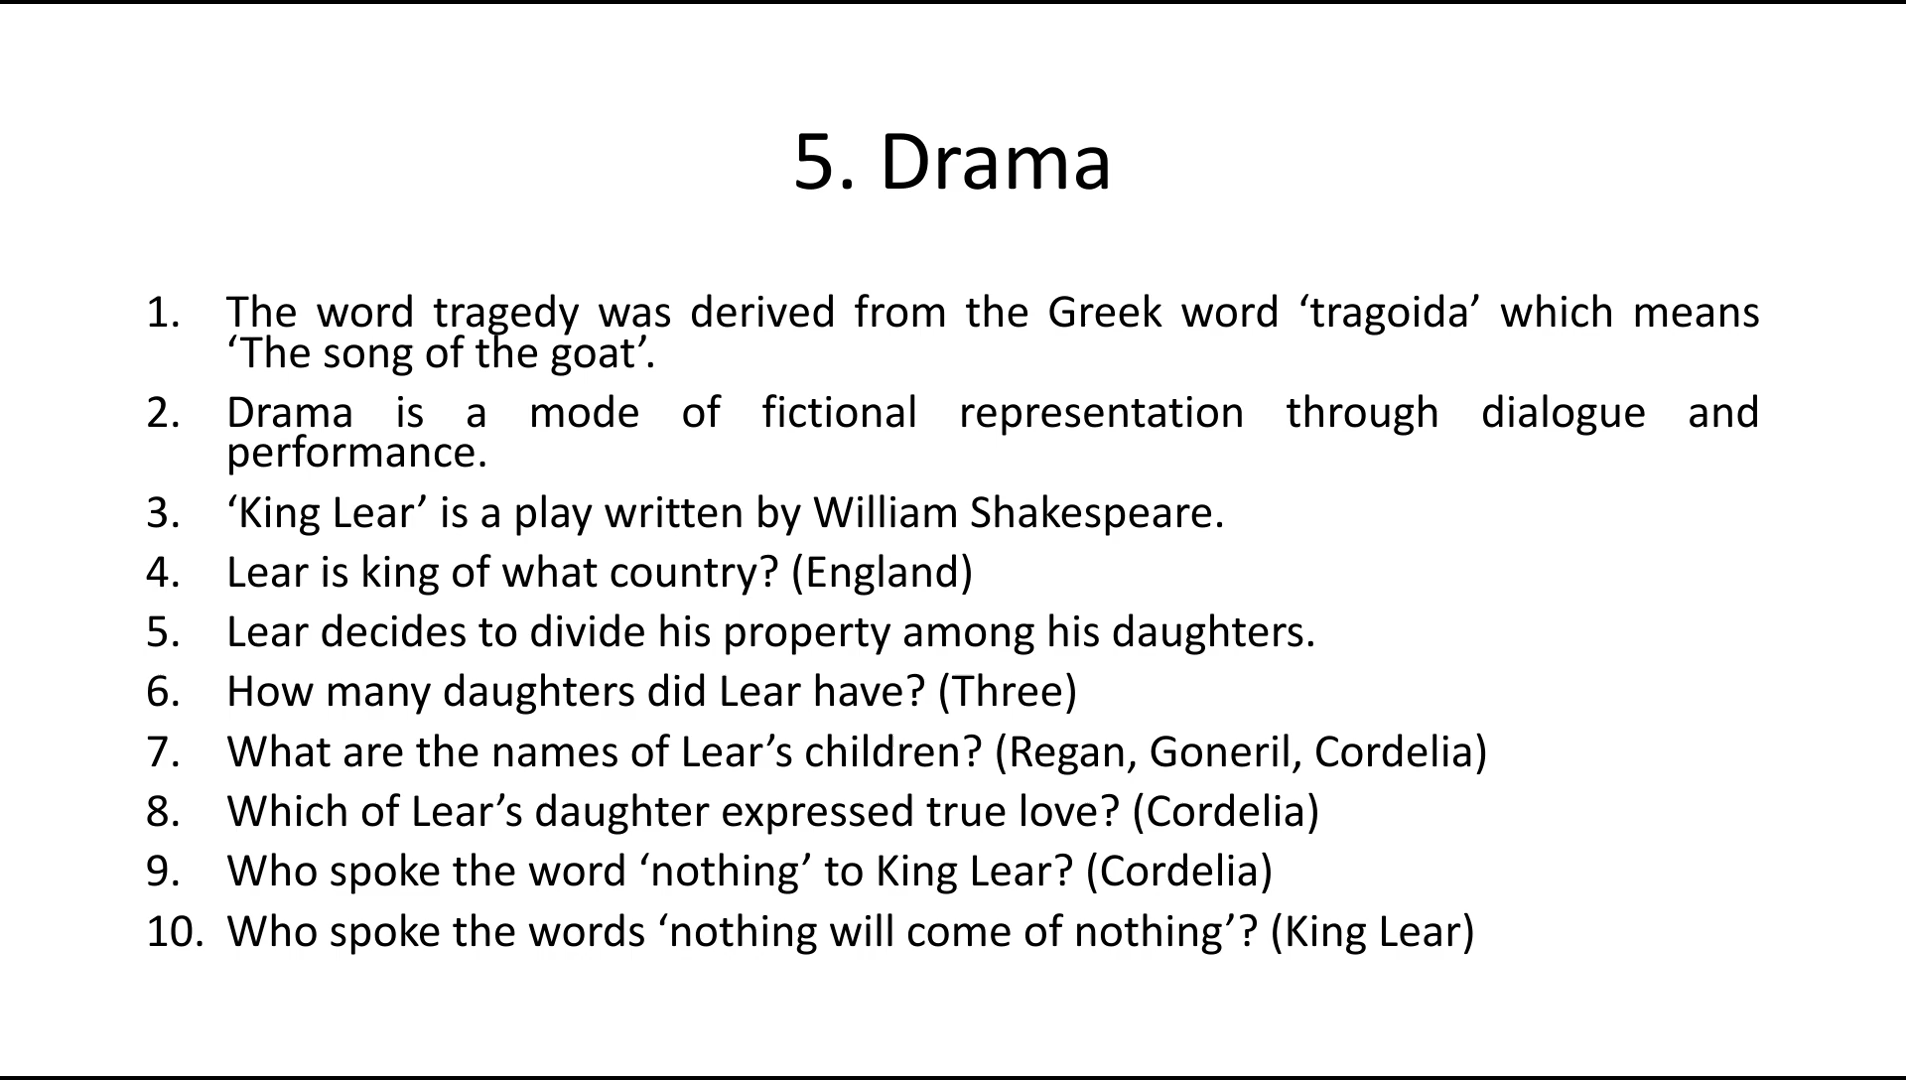 5. Drama
1. The word tragedy was derived from the Greek word ‘tragoida’ which means
‘The song of the goat’.
2. Drama is a mode of fictional representation through dialogue and
performance.
3. ‘King Lear’ is a play written by William Shakespeare.
4. Lear is king of what country? (England)
5. Lear decides to divide his property among his daughters.
6. How many daughters did Lear have? (Three)
7. What are the names of Lear’s children? (Regan, Goneril, Cordelia)
8. Which of Lear’s daughter expressed true love? (Cordelia)
9. Who spoke the word ‘nothing’ to King Lear? (Cordelia)
10. Who spoke the words ‘nothing will come of nothing’? (King Lear)